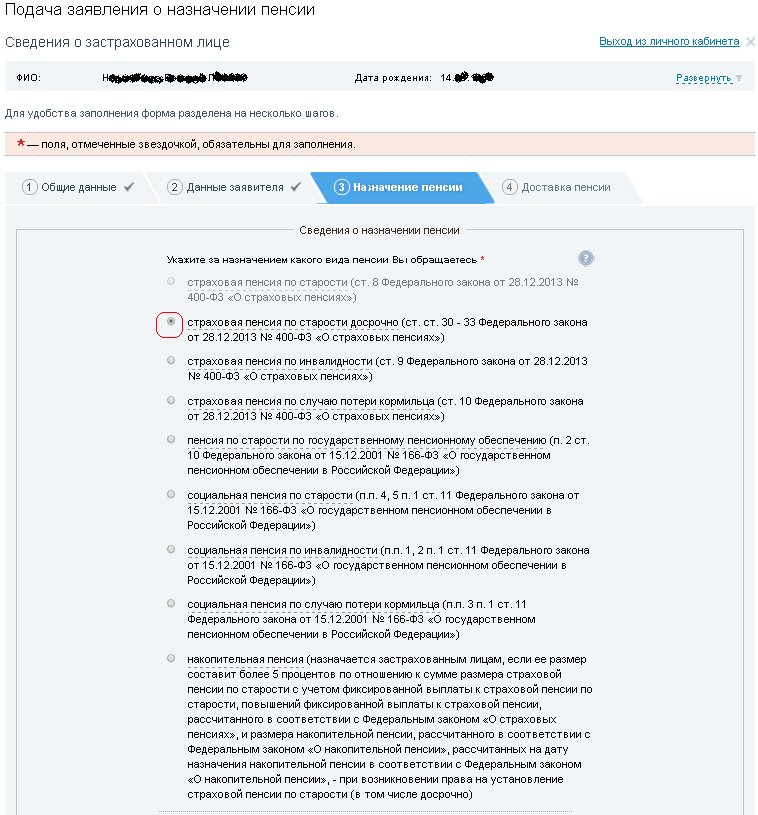 Подача заявления о назначении пенсии
Сведения о застрахованном лице
Выход из личного кабинета
ФИО:
Дата рождения: 14.
Развернуть
Для удобства заполнения форма разделена на несколько шагов.
* — поля, отмеченные звездочкой, обязательны для заполнения.
1 Общие данные ✔ 2 Данные заявителя ✔ 3 Назначение пенсии 4 Доставка пенсии
Сведения о назначении пенсии
Укажите за назначением какого вида пенсии Вы обращаетесь * ?
страховая пенсия по старости (ст. 8 Федерального закона от 28.12.2013 №
400-ФЗ «О страховых пенсиях»)
страховая пенсия по старости досрочно (ст. ст. 30 - 33 Федерального закона
от 28.12.2013 № 400-ФЗ «О страховых пенсиях»)
страховая пенсия по инвалидности (ст. 9 Федерального закона от 28.12.2013
№ 400-ФЗ «О страховых пенсиях»)
страховая пенсия по случаю потери кормильца (ст. 10 Федерального закона
от 28.12.2013 № 400-ФЗ «О страховых пенсиях»)
пенсия по старости по государственному пенсионному обеспечению (п. 2 ст.
10 Федерального закона от 15.12.2001 № 166-ФЗ «О государственном
пенсионном обеспечении в Российской Федерации»)
социальная пенсия по старости (п.п. 4, 5 п. 1 ст. 11 Федерального закона от
15.12.2001 № 166-ФЗ «О государственном пенсионном обеспечении в
Российской Федерации»)
социальная пенсия по инвалидности (п.п. 1, 2 п. 1 ст. 11 Федерального закона
от 15.12.2001 № 166-ФЗ «О государственном пенсионном обеспечении в
Российской Федерации»)
социальная пенсия по случаю потери кормильца (п.п. 3 п. 1 ст. 11
Федерального закона от 15.12.2001 № 166-ФЗ «О государственном
пенсионном обеспечении в Российской Федерации»)
накопительная пенсия (назначается застрахованным лицам, если ее размер
составит более 5 процентов по отношению к сумме размера страховой
пенсии по старости с учетом фиксированной выплаты к страховой пенсии по
старости, повышений фиксированной выплаты к страховой пенсии,
рассчитанного в соответствии с Федеральным законом «О страховых
пенсиях», и размера накопительной пенсии, рассчитанного в соответствии с
Федеральным законом «О накопительной пенсии», рассчитанных на дату
назначения накопительной пенсии в соответствии с Федеральным законом
«О накопительной пенсии», - при возникновении права на установление
страховой пенсии по старости (в том числе досрочно)